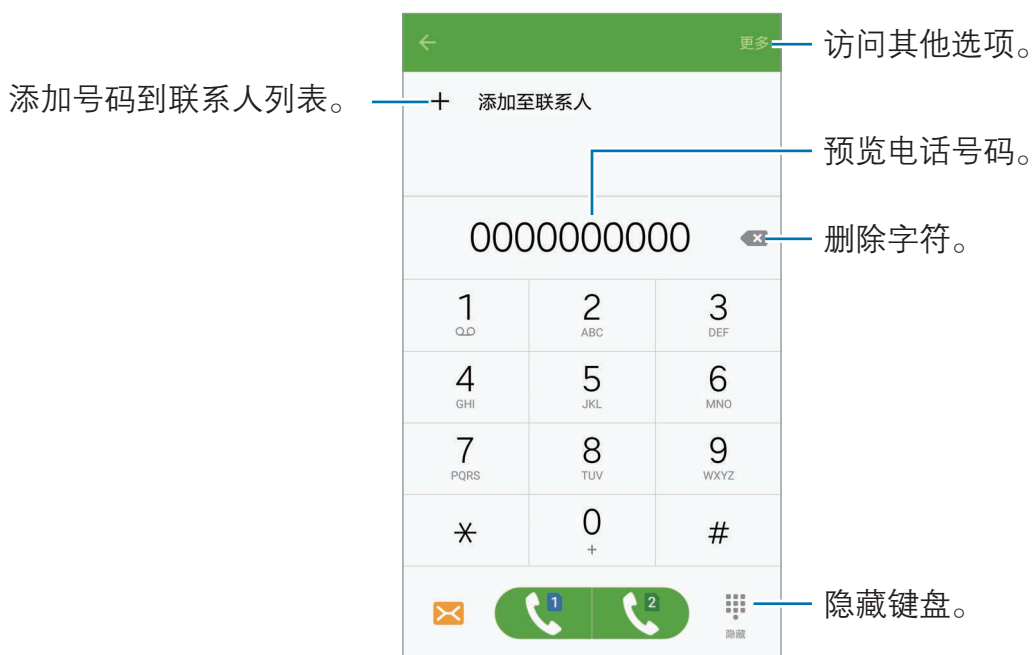 更多
访问其他选项。
添加号码到联系人列表。
添加至联系人
预览电话号码。
0000000000
删除字符。
1
2
ABC
3
DEF
4
GHI
5
JKL
6
MNO
7
PQRS
8
TUV
9
WXYZ
*
0
+
#
1
2
隐藏
隐藏键盘。